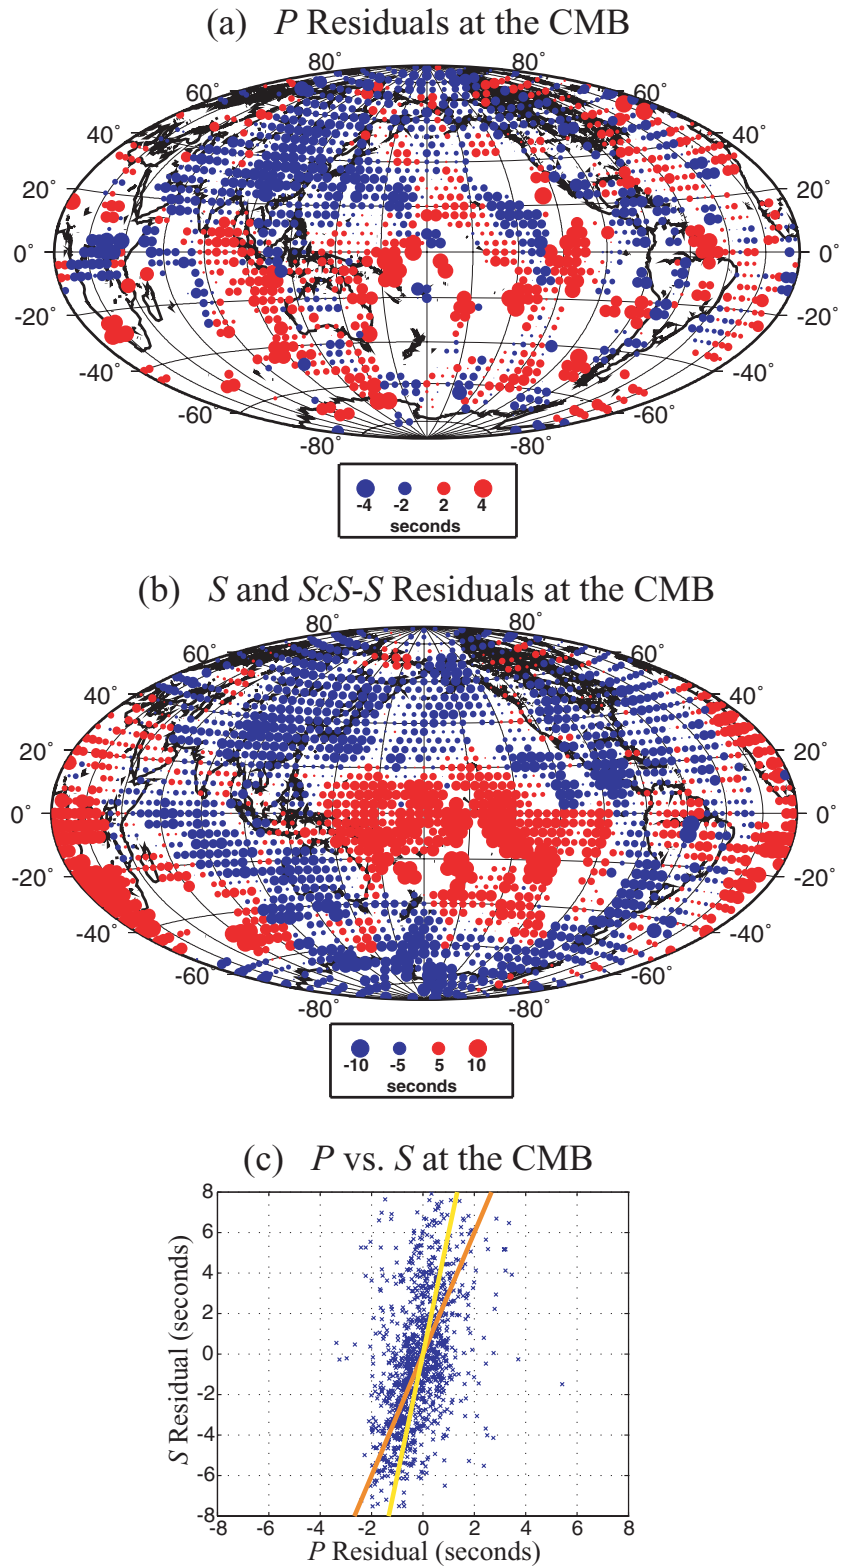 (a) P Residuals at the CMB
80° 80°
60° 60°
40° 40°
20° 20°
0° 0°
-20° -20°
-40° -40°
-60° -60°
-80° -80°
-4 -2 2 4
seconds
(b) S and ScS-S Residuals at the CMB
80° 80°
60° 60°
40° 40°
20° 20°
0° 0°
-20° -20°
-40° -40°
-60° -60°
-80° -80°
-10 -5 5 10
seconds
(c) P vs. S at the CMB
8
6
4
2
0
-2
-4
-6
-8
S Residual (seconds)
-8 -6 -4 -2 0 2 4 6 8
P Residual (seconds)